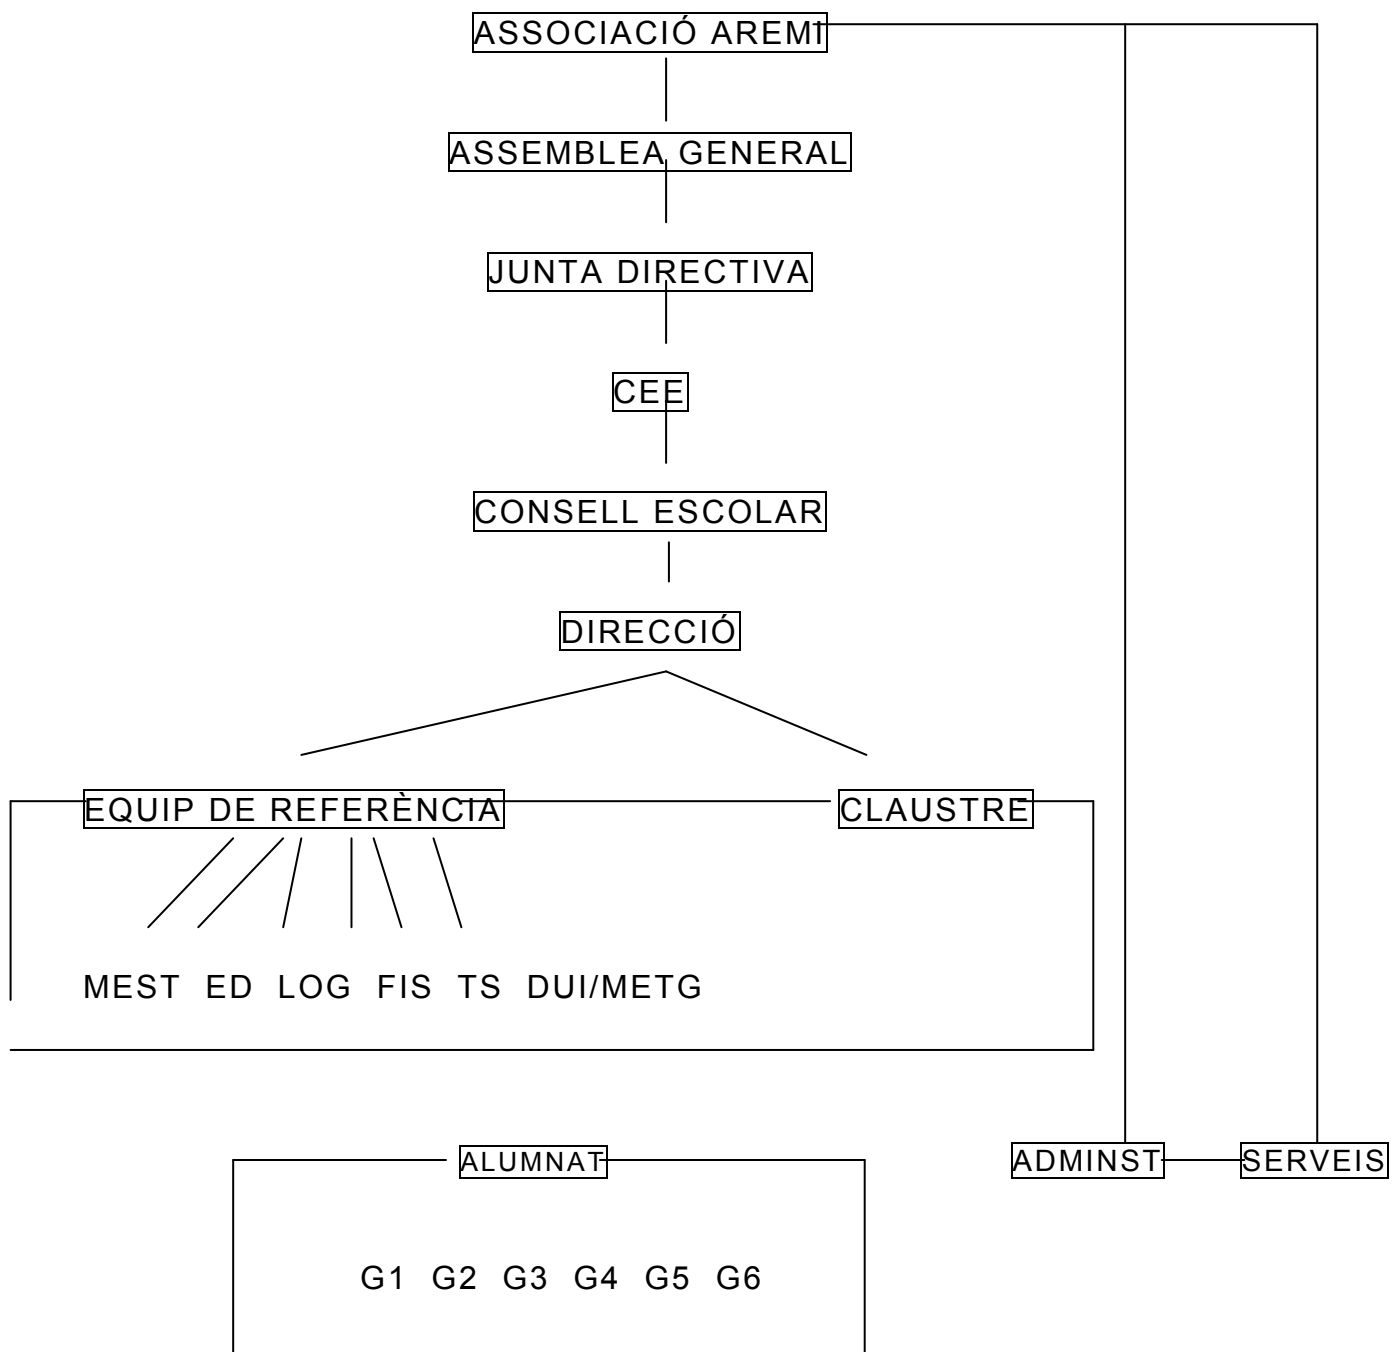 ASSOCIACIÓ AREMI
ASSEMBLEA GENERAL
JUNTA DIRECTIVA
CEE
CONSELL ESCOLAR
DIRECCIÓ
EQUIP DE REFERÈNCIA CLAUSTRE
MEST ED LOG FIS TS DUI/METG
ALUMNAT ADMINST SERVEIS
G1 G2 G3 G4 G5 G6